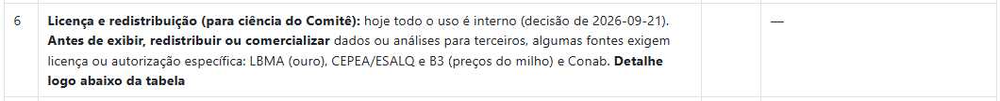 6
Licença e redistribuição (para ciência do Comitê): hoje todo o uso é interno (decisão de 2026-09-21).
Antes de exibir, redistribuir ou comercializar dados ou análises para terceiros, algumas fontes exigem
licença ou autorização específica: LBMA (ouro), CEPEA/ESALQ e B3 (preços do milho) e Conab. Detalhe
logo abaixo da tabela
—